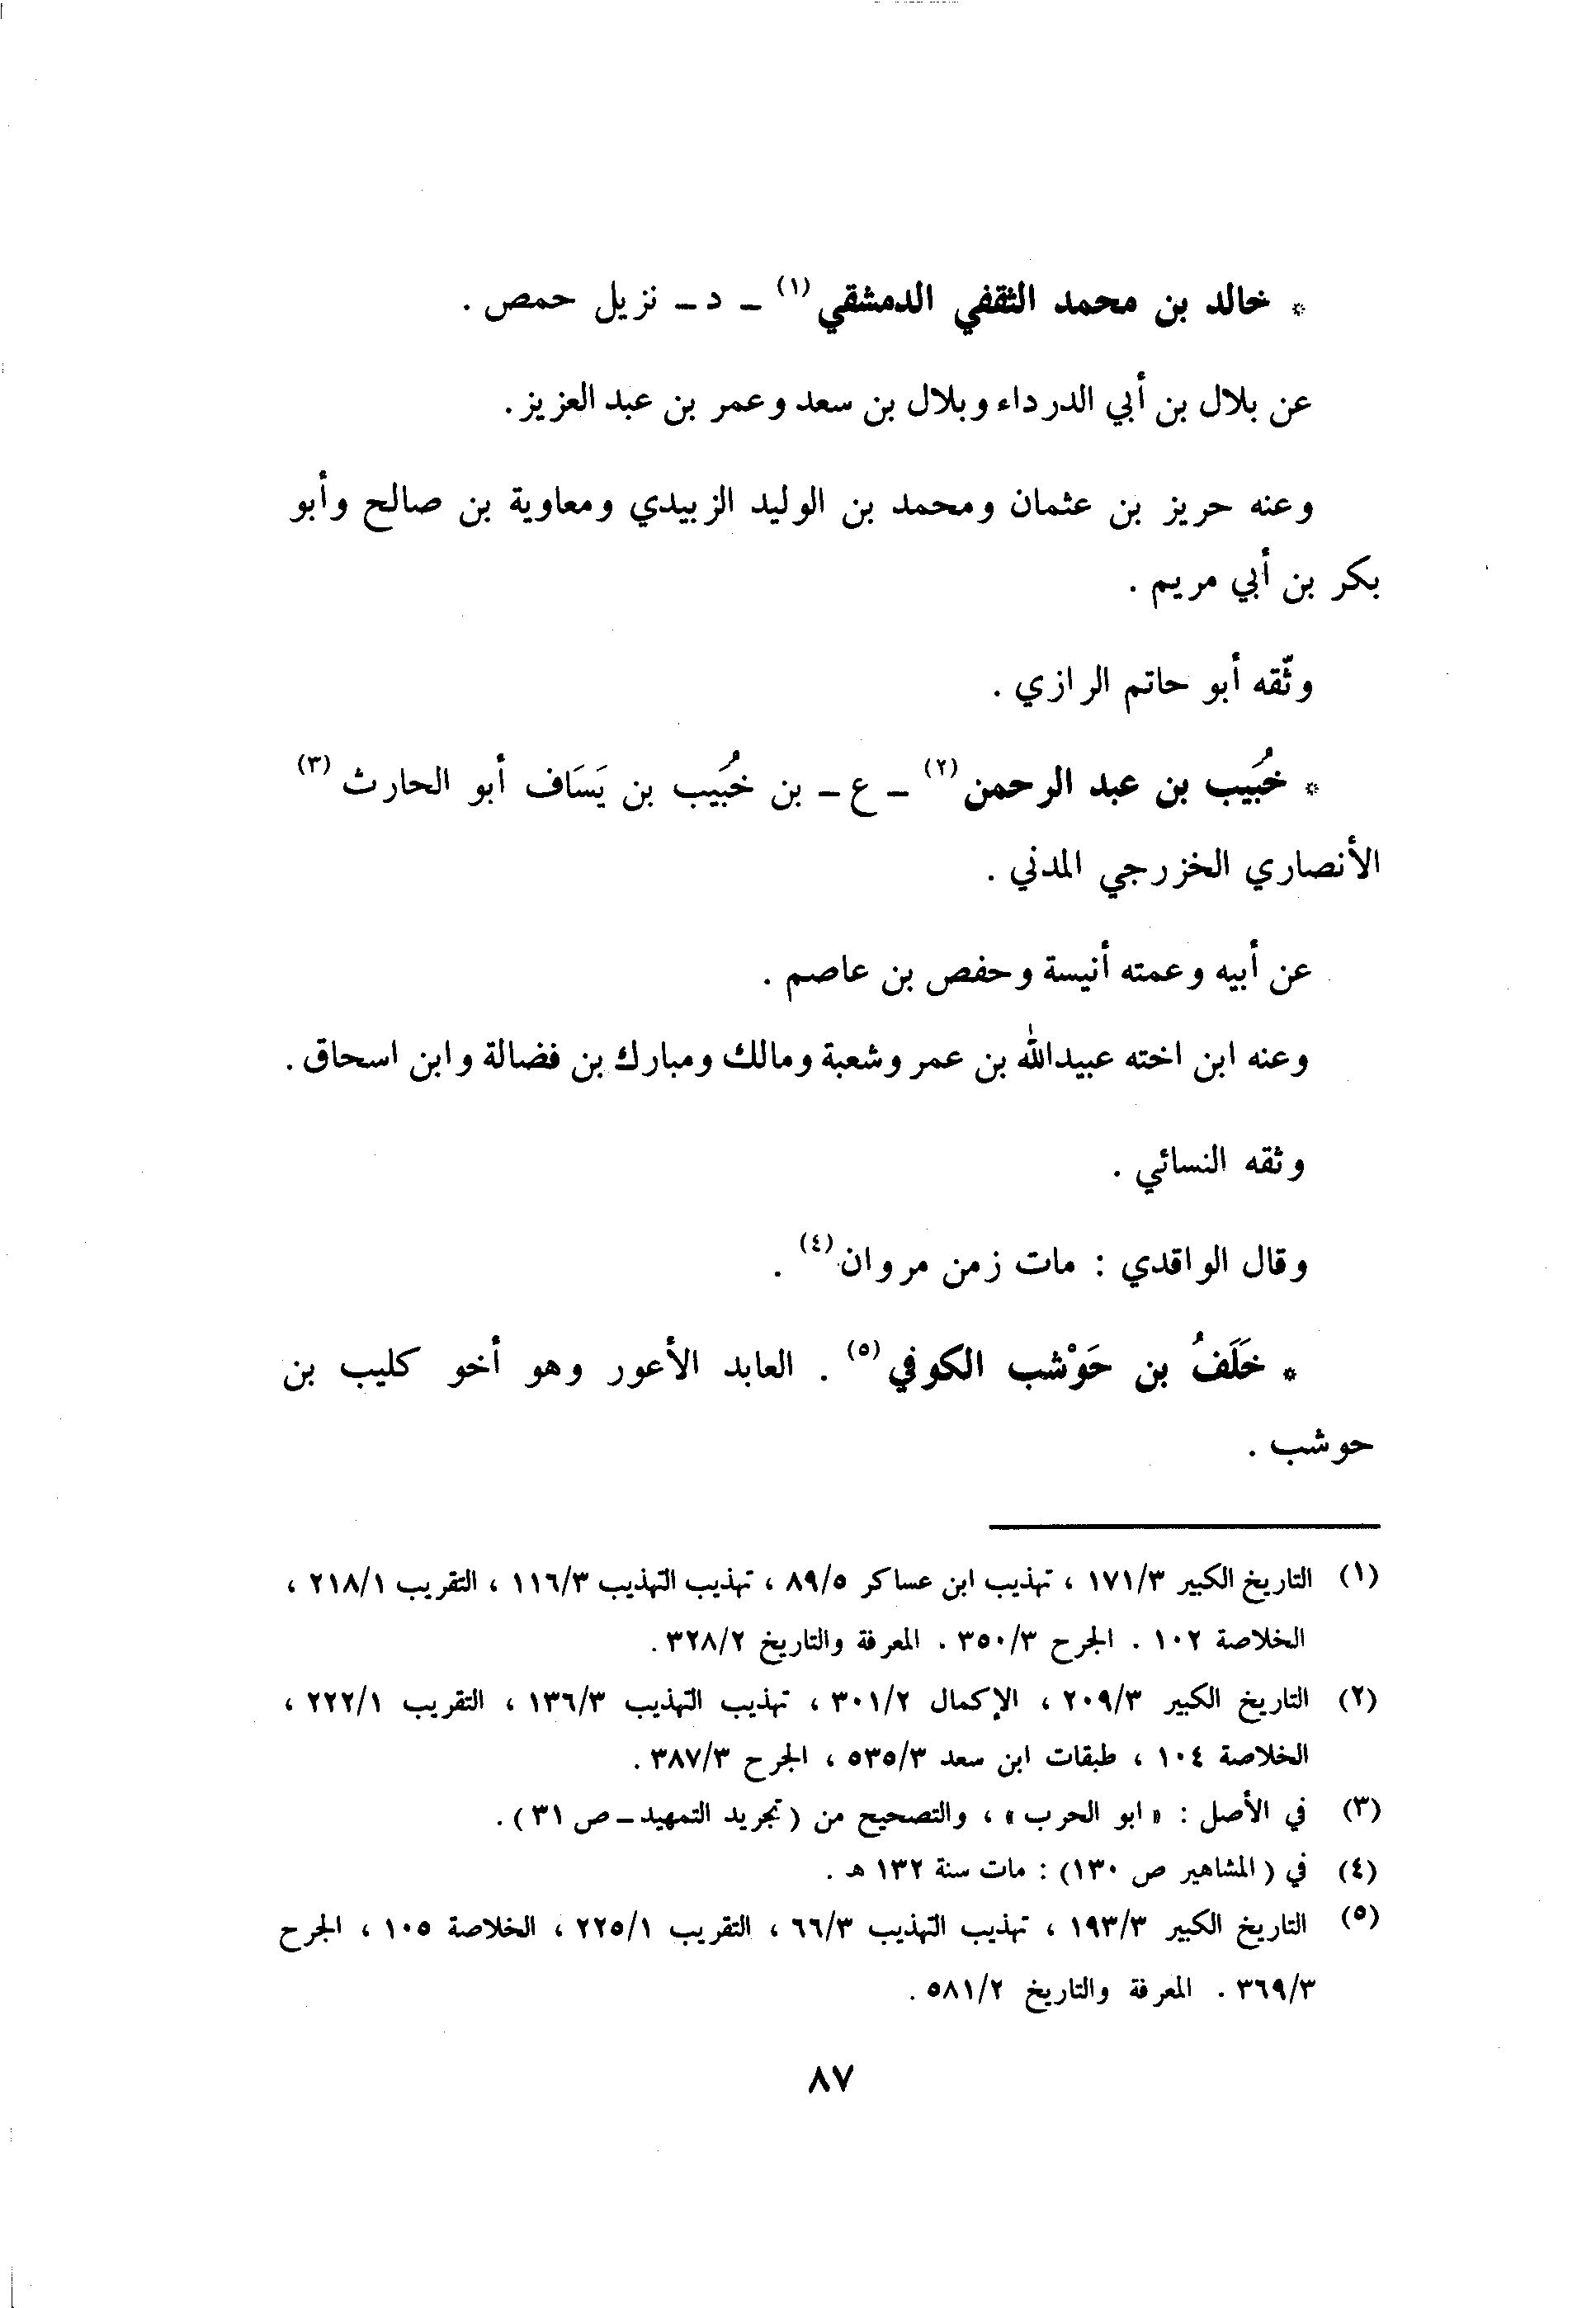 * خالد بن محمد الثقفي الدمشقي (١) ـ د ـ نزيل حمص .
عن بلال بن أبي الدرداء وبلال بن سعد وعمر بن عبد العزيز .
وعنه حريز بن عثمان ومحمد بن الوليد الزبيدي ومعاوية بن صالح وأبو
بكر بن أبي مريم .
وثّقه أبو حاتم الرازي .
* خُبَيب بن عبد الرحمن (٢) ـ ع ـ بن خُبَيب بن يَسَاف أبو الحارث (٣)
الأنصاري الخزرجي المدني .
عن أبيه وعمته أنيسة وحفص بن عاصم .
وعنه ابن اخته عبيدالله بن عمر وشعبة ومالك ومبارك بن فضالة وابن اسحاق .
وثقه النسائي .
وقال الواقدي : مات زمن مروان (٤) .
* خَلَفُ بن حَوْشب الكوفي (٥) . العابد الأعور وهو أخو كليب بن
حوشب .
(١) التاريخ الكبير ١٧١/٣ ، تهذيب ابن عساكر ٨٩/٥ ، تهذيب التهذيب ١١٦/٣ ، التقريب ٢١٨/١ ،
الخلاصة ١٠٢ . الجرح ٣٥٠/٣ . المعرفة والتاريخ ٣٢٨/٢ .
(٢) التاريخ الكبير ٢٠٩/٣ ، الإكمال ٣٠١/٢ ، تهذيب التهذيب ١٣٦/٣ ، التقريب ٢٢٢/١ ،
الخلاصة ١٠٤ ، طبقات ابن سعد ٥٣٥/٣ ، الجرح ٣٨٧/٣ .
(٣) في الأصل : « ابو الحرب » ، والتصحيح من ( تجريد التمهيد ـ ص ٣١ ) .
(٤) في ( المشاهير ص ١٣٠) : مات سنة ١٣٢ هـ .
(٥) التاريخ الكبير ١٩٣/٣ ، تهذيب التهذيب ٦٦/٣ ، التقريب ٢٢٥/١ ، الخلاصة ١٠٥ ، الجرح
٣٦٩/٣ . المعرفة والتاريخ ٥٨١/٢ .
٨٧